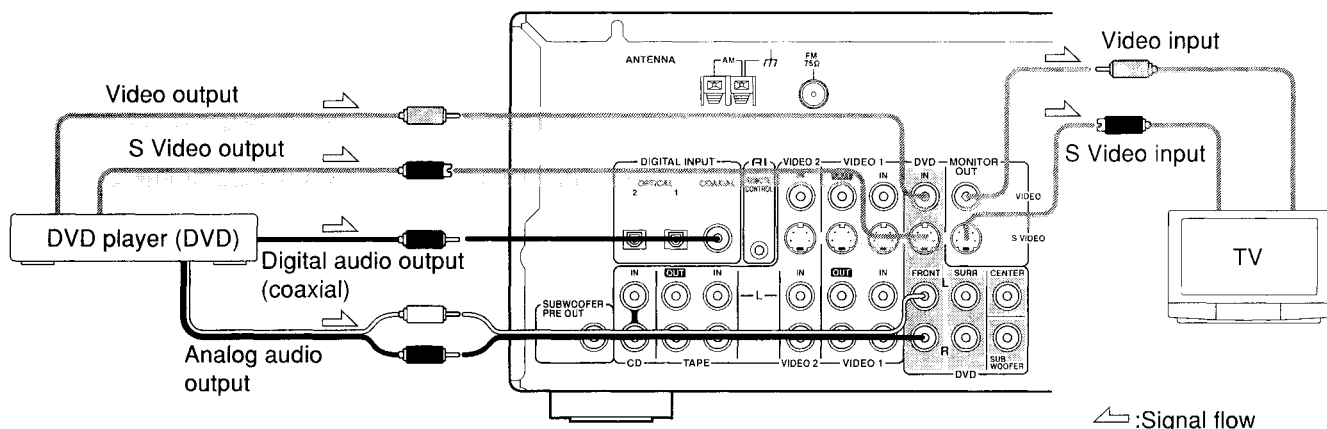 Video input
ANTENNA
AM
FM
75Ω
Video output
S Video output
S Video input
DIGITAL INPUT
OPTICAL
2
1
COAXIAL
RI
REMOTE
CONTROL
VIDEO 2
VIDEO 1
DVD
MONITOR
OUT
IN
OUT
IN
IN
VIDEO
S VIDEO
DVD player (DVD)
TV
Digital audio output
(coaxial)
IN
OUT
IN
L
IN
OUT
IN
FRONT
SURR
CENTER
L
SUBWOOFER
PRE OUT
Analog audio
output
R
CD
TAPE
VIDEO 2
VIDEO 1
SUB
WOOFER
DVD
:Signal flow